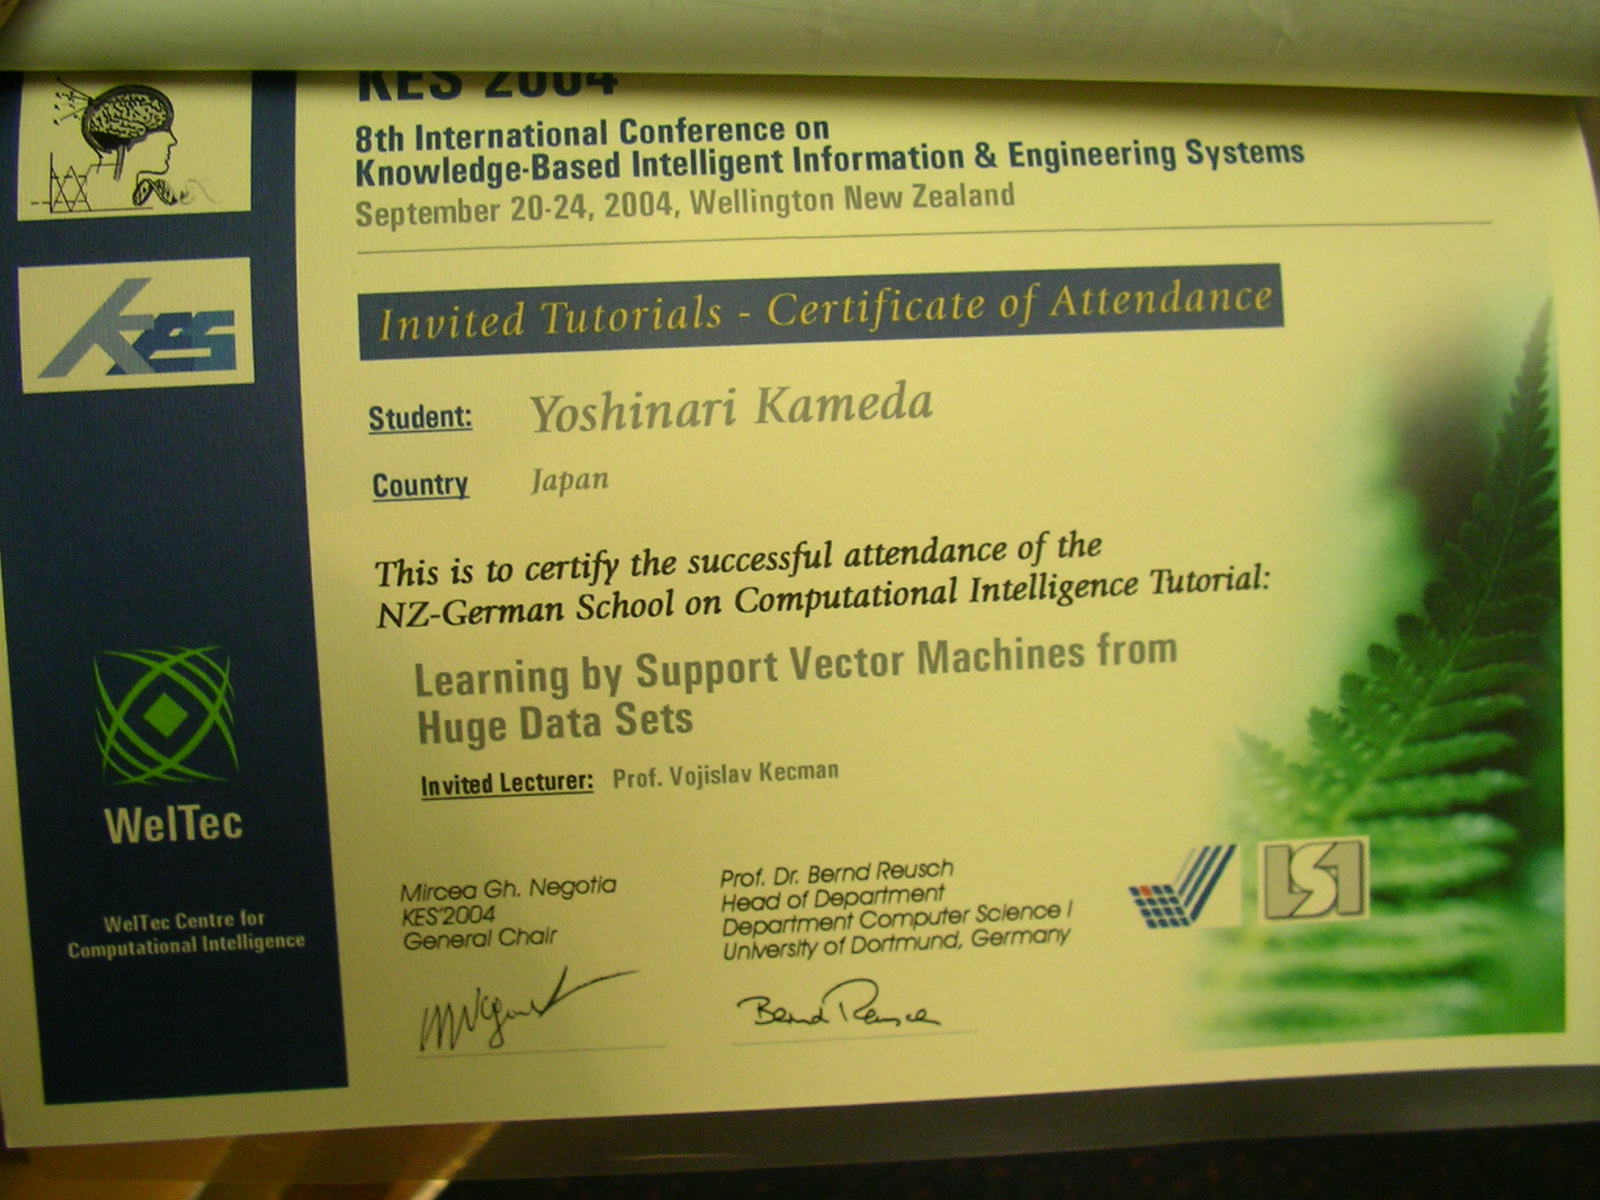 KES 2004
8th International Conference on
Knowledge-Based Intelligent Information & Engineering Systems
September 20-24, 2004, Wellington New Zealand
Kes
Invited Tutorials - Certificate of Attendance
Student: Yoshinari Kameda
Country Japan
This is to certify the successful attendance of the
NZ-German School on Computational Intelligence Tutorial:
Learning by Support Vector Machines from
Huge Data Sets
Invited Lecturer: Prof. Vojislav Kecman
WelTec
WelTec Centre for
Computational Intelligence
Mircea Gh. Negotia
KES'2004
General Chair
Prof. Dr. Bernd Reusch
Head of Department
Department Computer Science I
University of Dortmund, Germany
LS1
Bernd Reusch